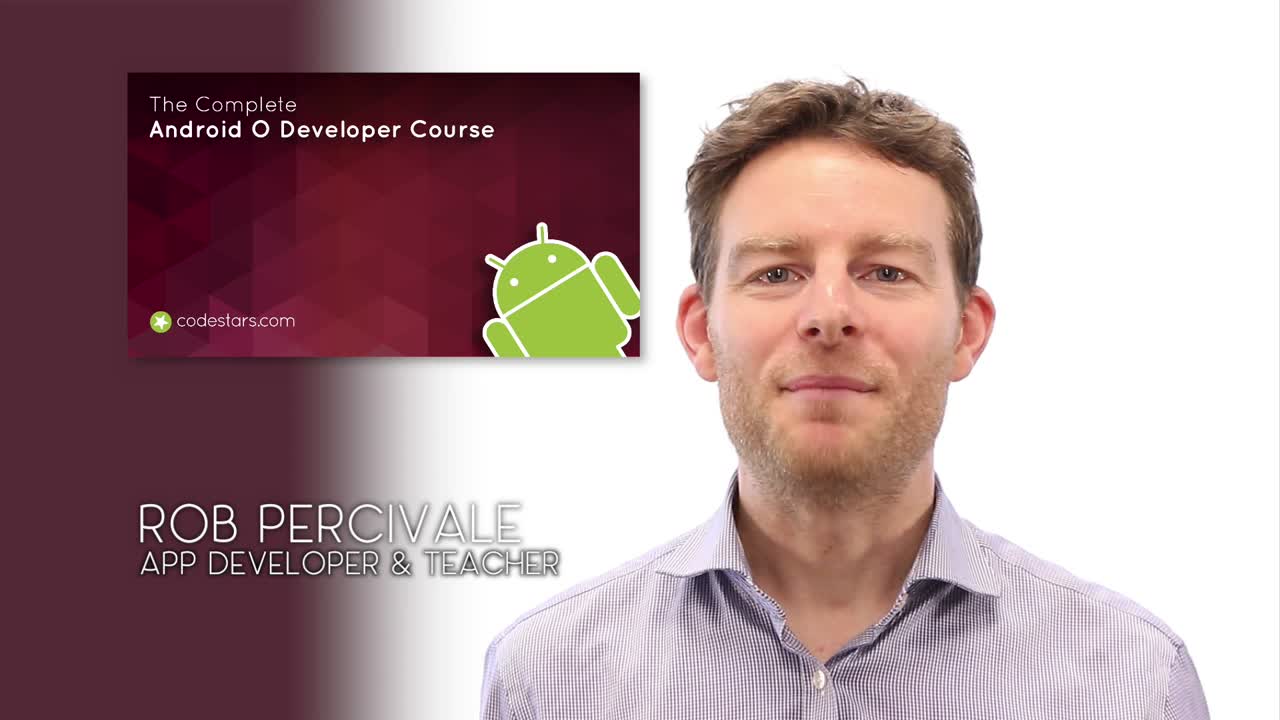 The Complete
Android O Developer Course
codestars.com
ROB PERCIVALE
APP DEVELOPER & TEACHER